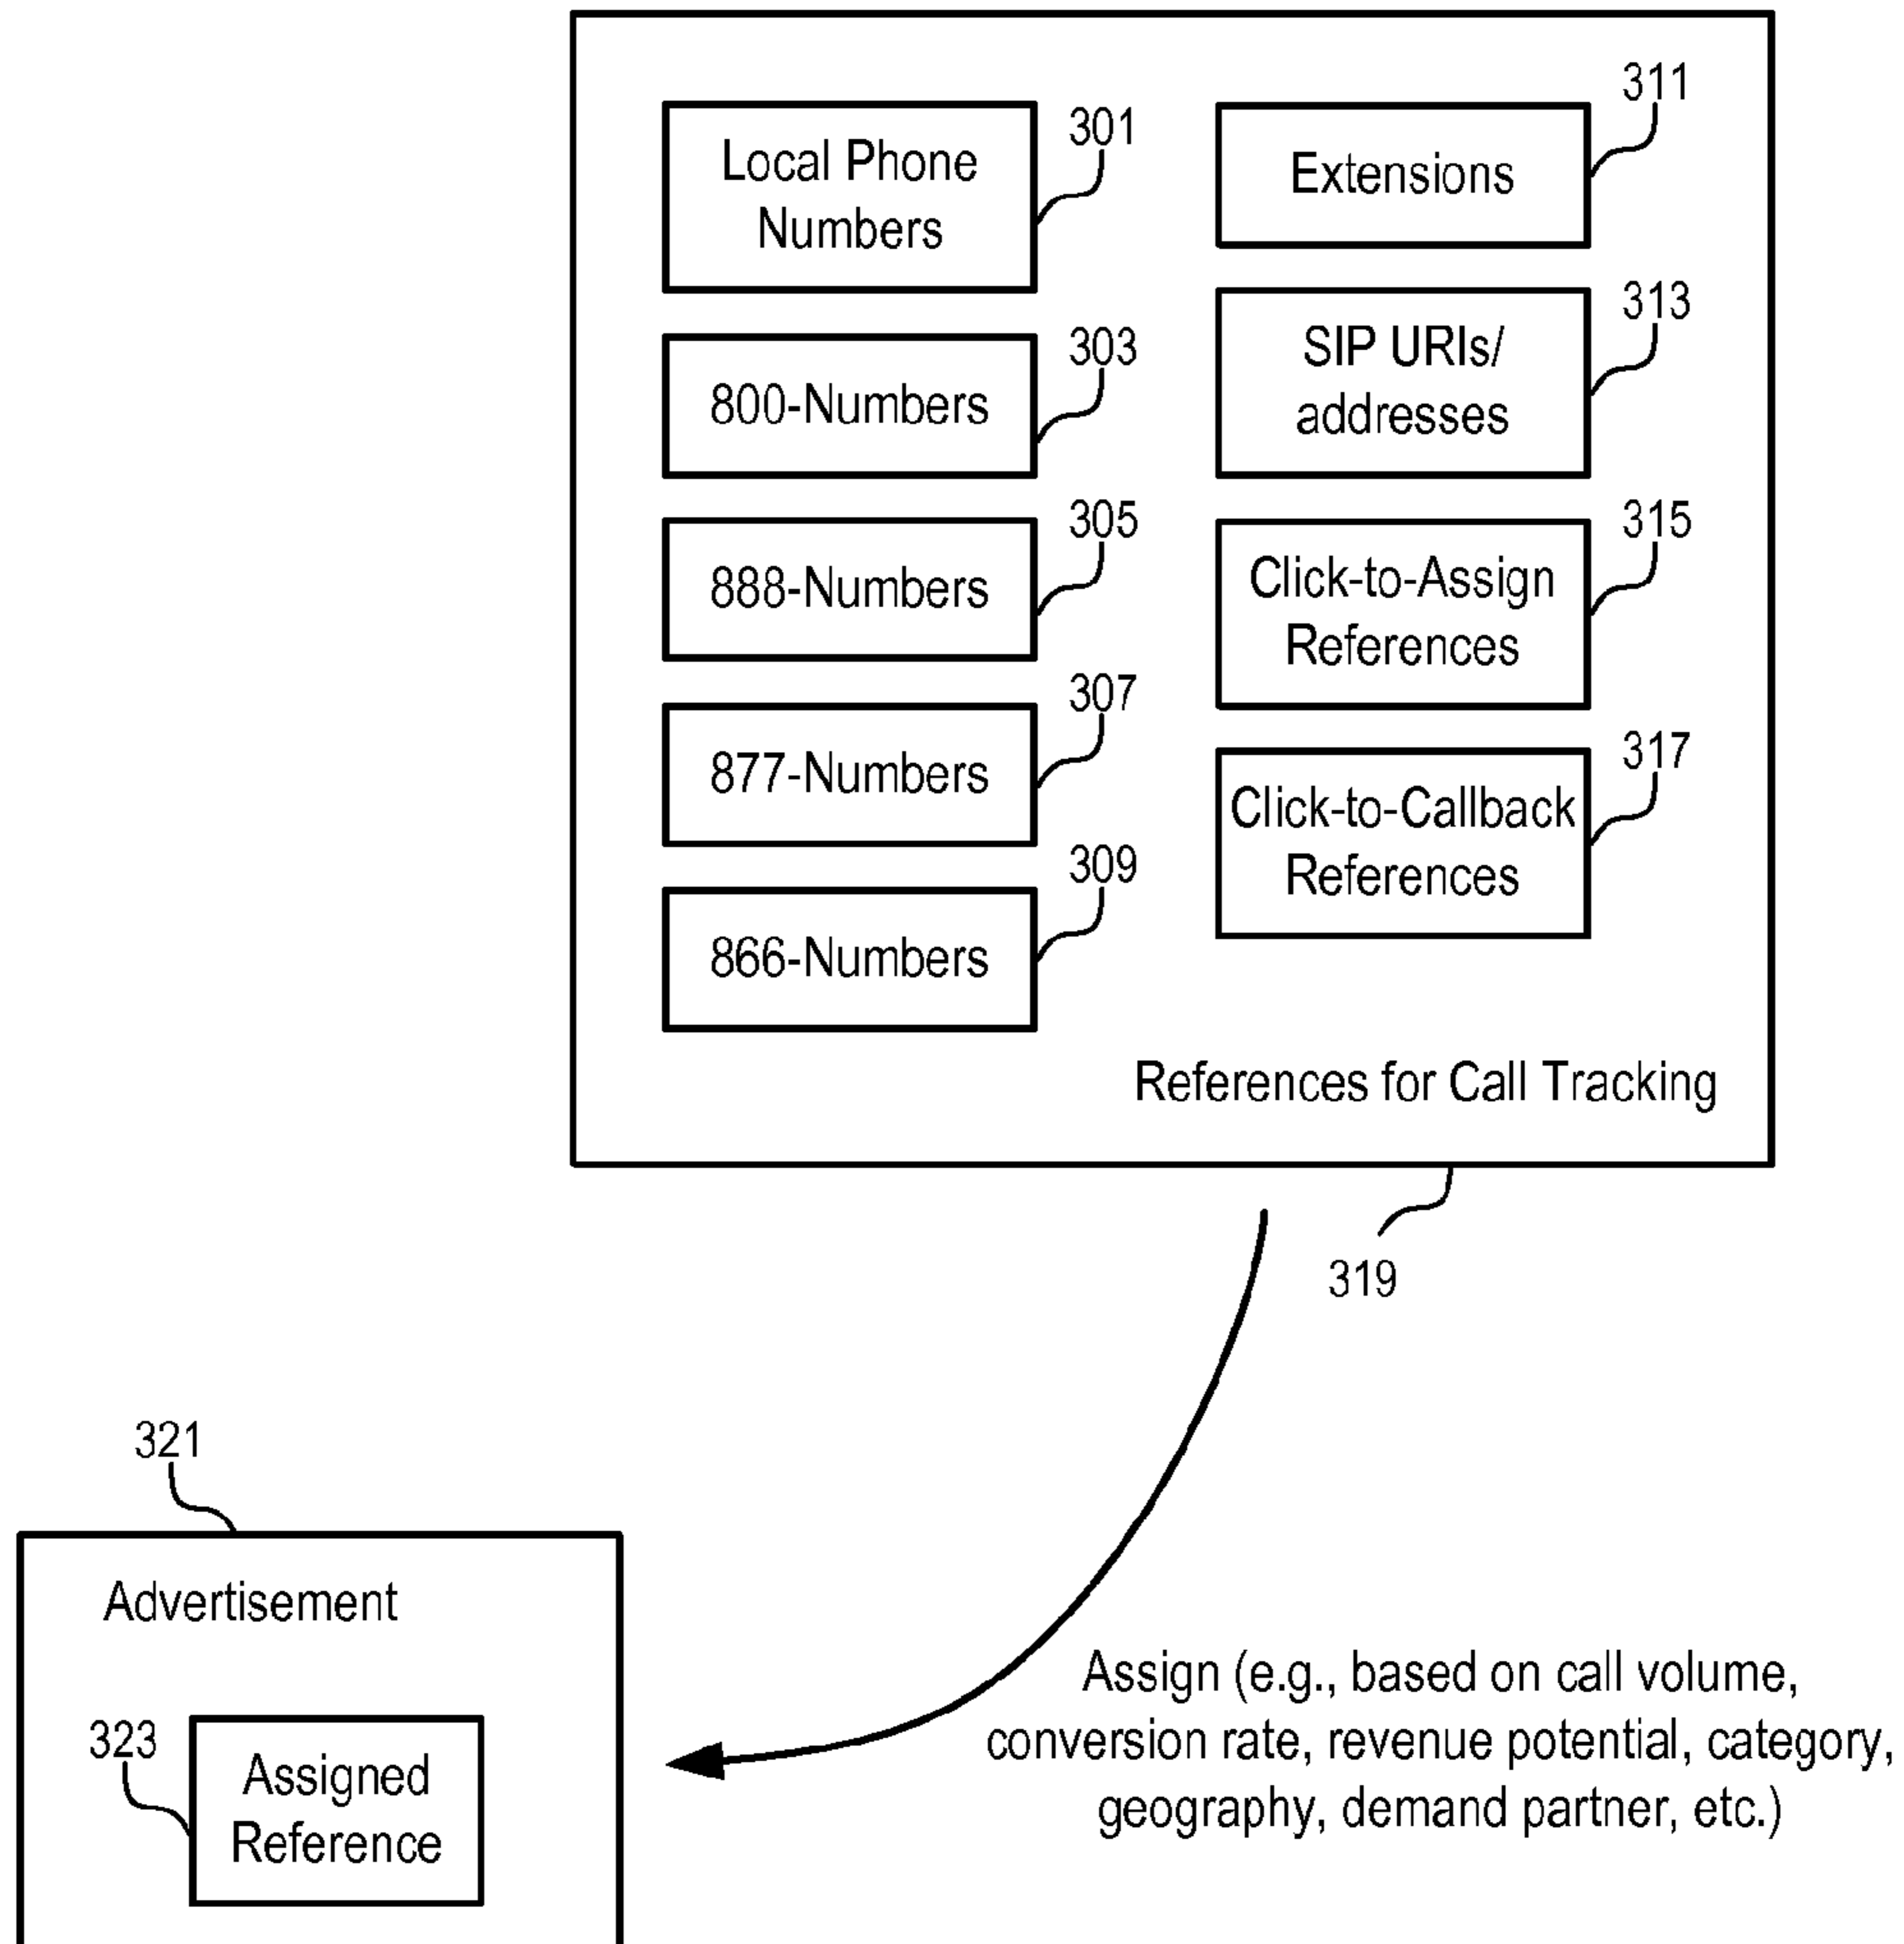 301
Local Phone
Numbers
303
800-Numbers
305
888-Numbers
307
877-Numbers
309
866-Numbers
311
Extensions
313
SIP URIs/
addresses
315
Click-to-Assign
References
317
Click-to-Callback
References
References for Call Tracking
319
321
Advertisement
323
Assigned
Reference
Assign (e.g., based on call volume,
conversion rate, revenue potential, category,
geography, demand partner, etc.)